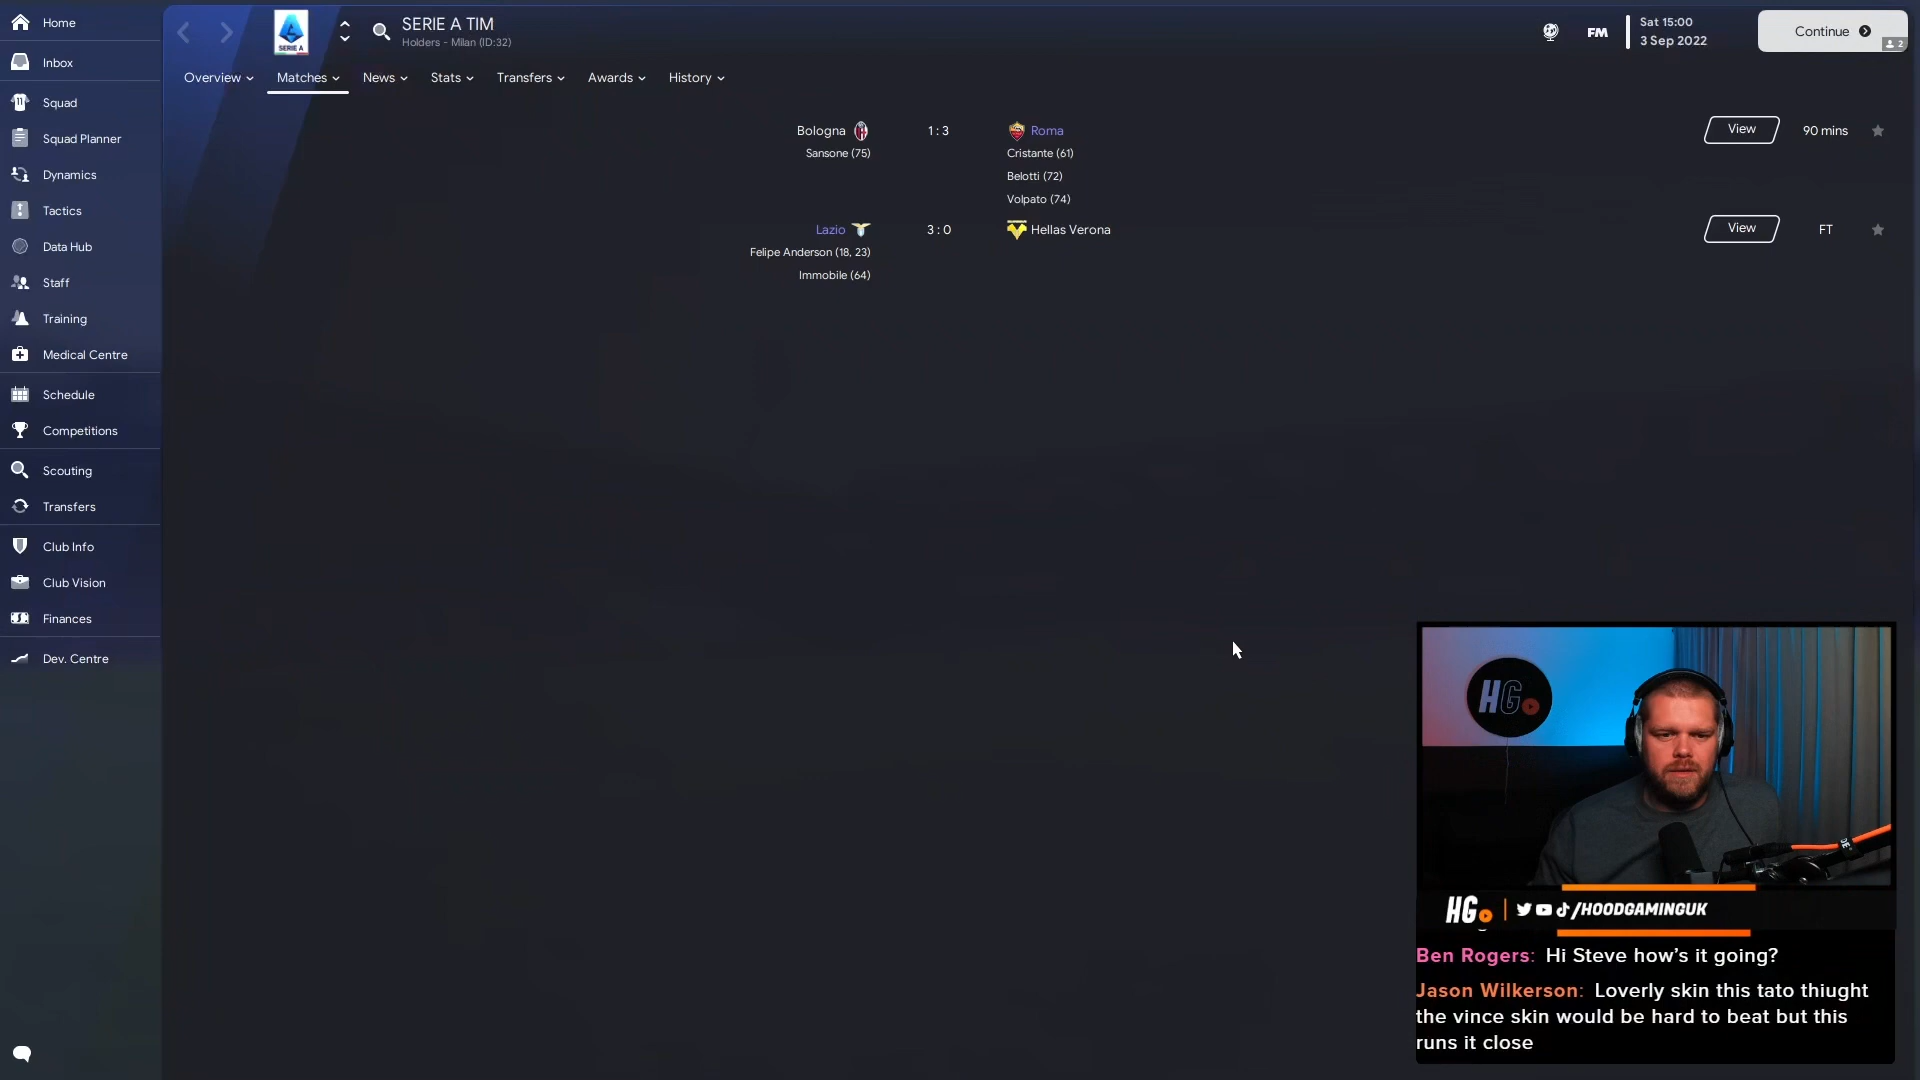 Home
Inbox
Squad
Squad Planner
Dynamics
Tactics
Data Hub
Staff
Training
Medical Centre
Schedule
Competitions
Scouting
Transfers
Club Info
Club Vision
Finances
Dev. Centre
SERIE A
SERIE A TIM
Holders - Milan (ID:32)
FM
Sat 15:00
3 Sep 2022
Continue
2
Overview Matches News Stats Transfers Awards History
Bologna 1 : 3 Roma View 90 mins
Sansone (75) Cristante (61)
Belotti (72)
Volpato (74)
Lazio 3 : 0 Hellas Verona View FT
Felipe Anderson (18, 23)
Immobile (64)
HG
HG /HOODGAMINGUK
Ben Rogers: Hi Steve how's it going?
Jason Wilkerson: Loverly skin this tato thiught
the vince skin would be hard to beat but this
runs it close